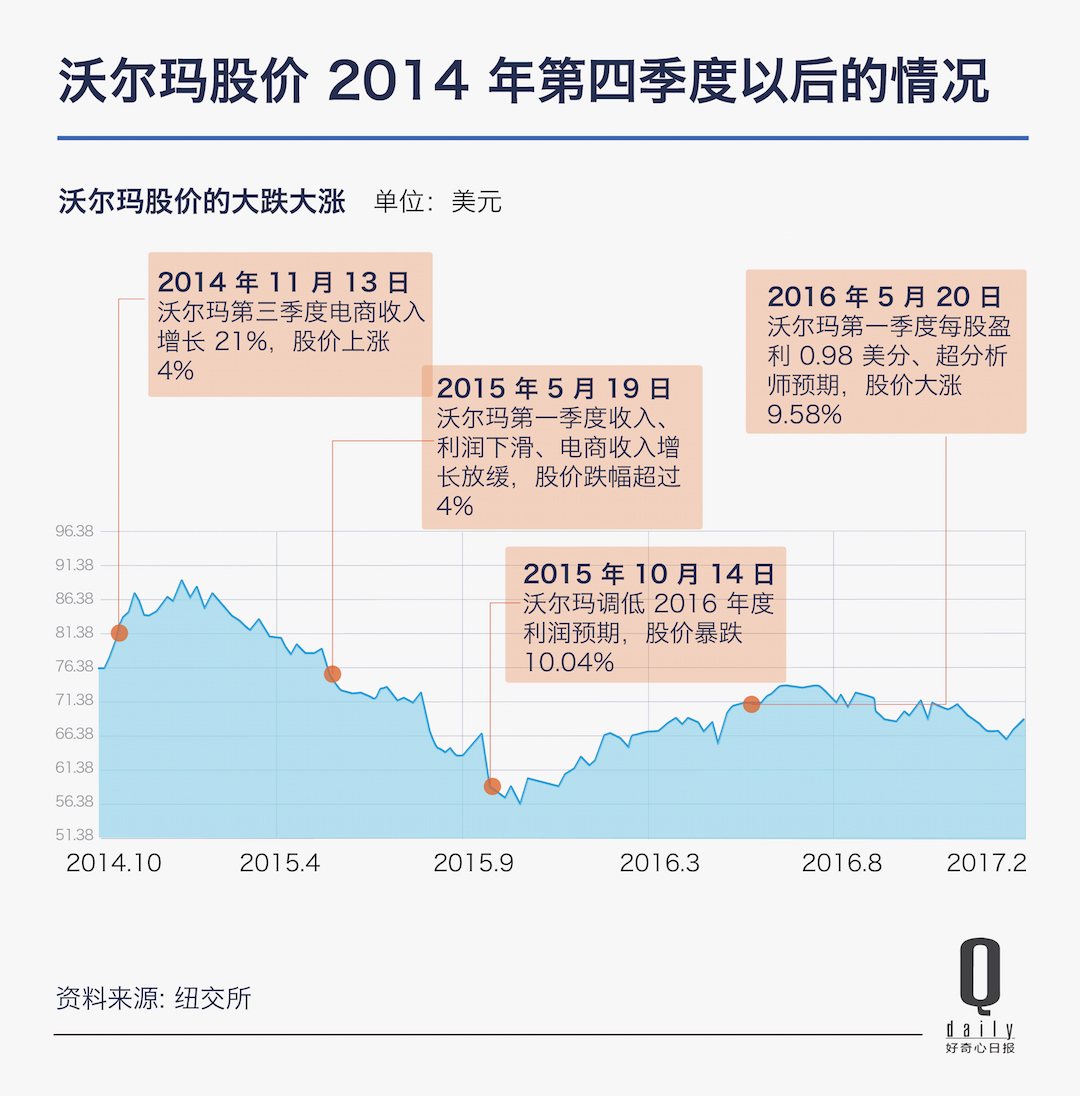 沃尔玛股价 2014 年第四季度以后的情况
沃尔玛股价的大跌大涨 单位：美元
2014 年 11 月 13 日
沃尔玛第三季度电商收入
增长 21%，股价上涨
4%
2015 年 5 月 19 日
沃尔玛第一季度收入、
利润下滑、电商收入增
长放缓，股价跌幅超过
4%
2016 年 5 月 20 日
沃尔玛第一季度每股盈
利 0.98 美分、超分析
师预期，股价大涨
9.58%
2015 年 10 月 14 日
沃尔玛调低 2016 年度
利润预期，股价暴跌
10.04%
96.38
91.38
86.38
81.38
76.38
71.38
66.38
61.38
56.38
51.38
2014.10 2015.4 2015.9 2016.3 2016.8 2017.2
资料来源: 纽交所
Q
daily
好奇心日报